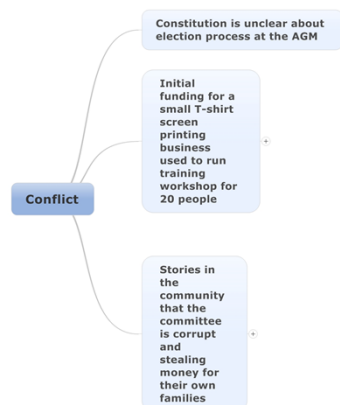 Constitution is unclear about
election process at the AGM
Initial
funding for a
small T-shirt
screen
printing
business
used to run
training
workshop for
20 people
Conflict
Stories in
the
community
that the
committee
is corrupt
and
stealing
money for
their own
families